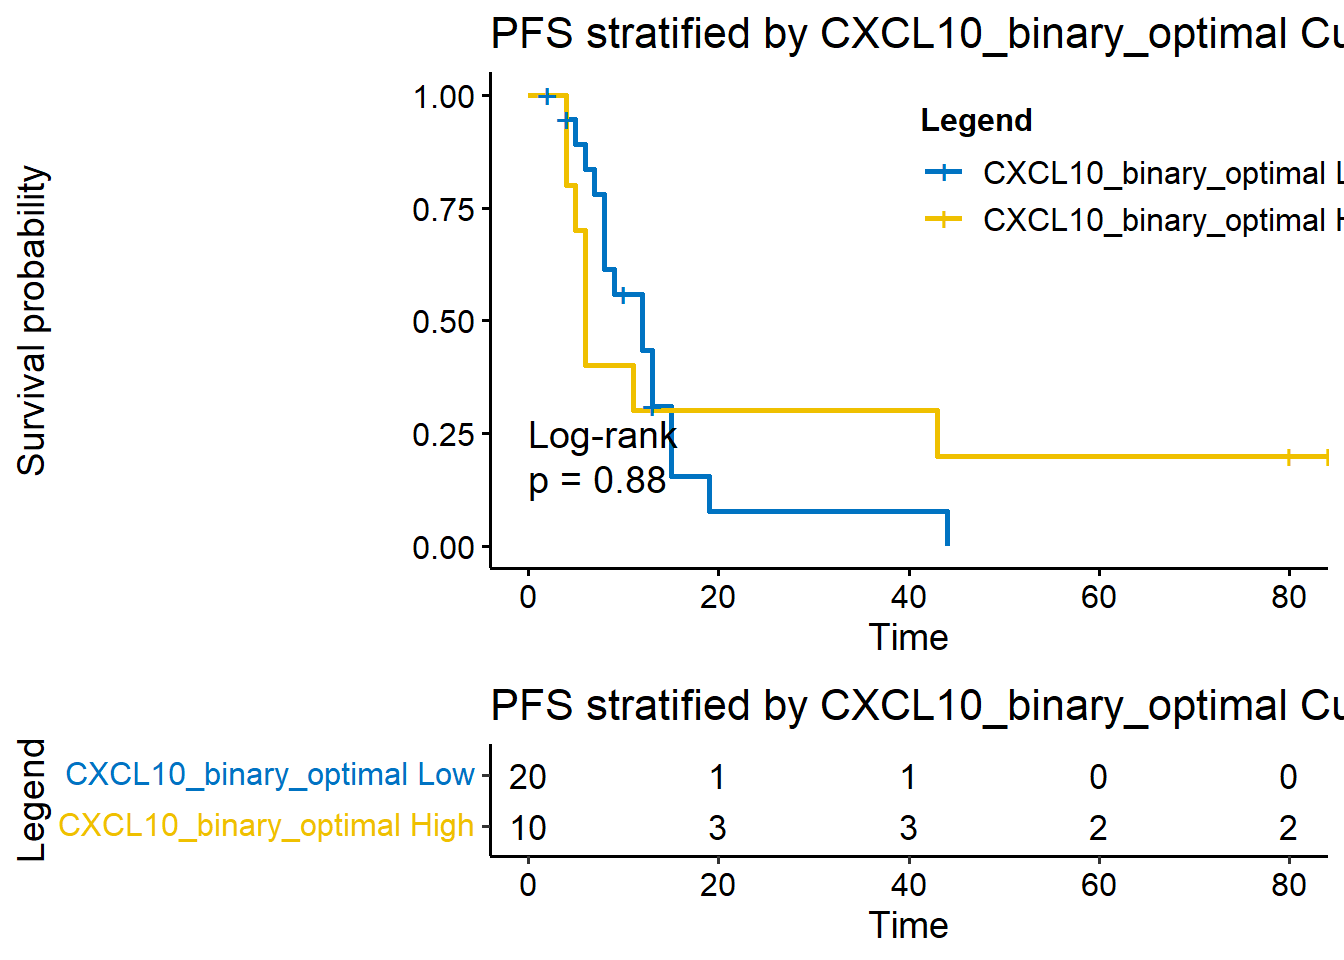 PFS stratified by CXCL10_binary_optimal Cu
Survival probability
1.00
0.75
0.50
0.25
0.00
Legend
CXCL10_binary_optimal L
CXCL10_binary_optimal H
Log-rank
p = 0.88
0 20 40 60 80
Time
PFS stratified by CXCL10_binary_optimal Cu
Legend
CXCL10_binary_optimal Low 20 1 1 0 0
CXCL10_binary_optimal High 10 3 3 2 2
0 20 40 60 80
Time